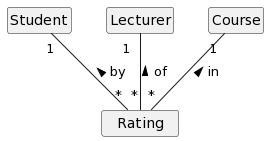 Student Lecturer Course
1 1 1
by of in
* * *
Rating